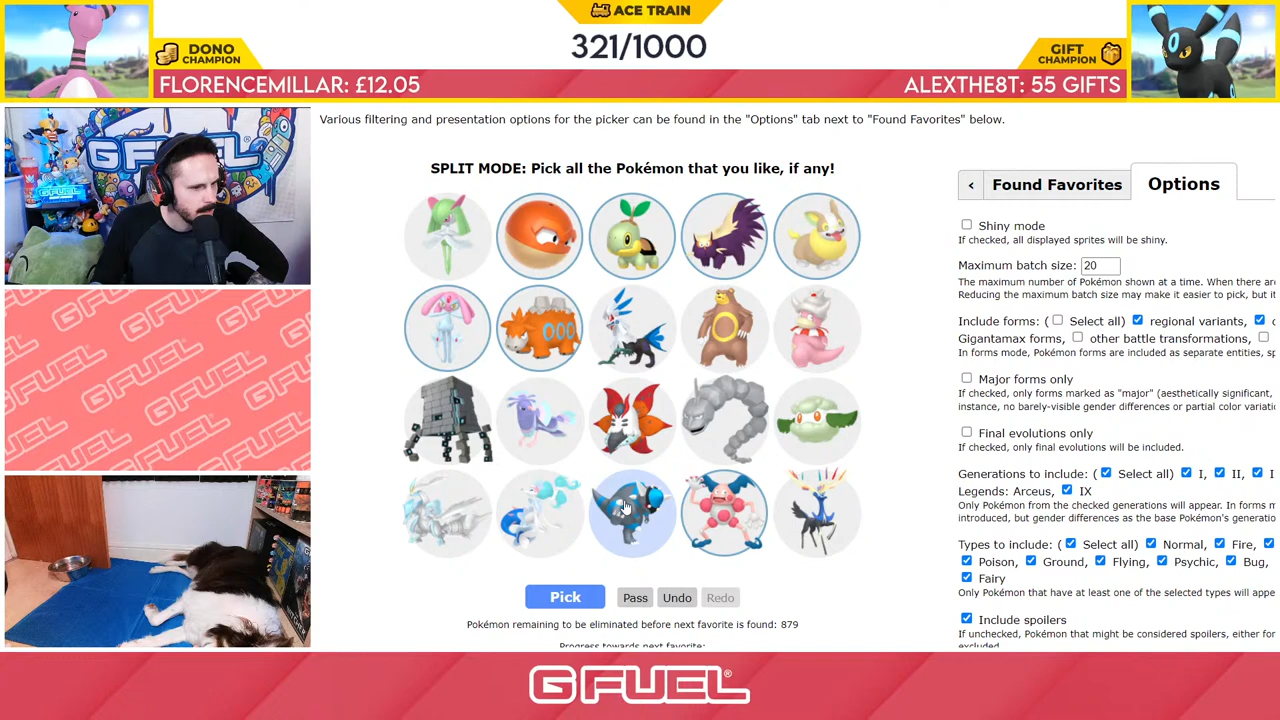 ACE TRAIN
321/1000
DONO
CHAMPION
GIFT
CHAMPION
FLORENCEMILLAR: £12.05
ALEXTHE8T: 55 GIFTS
GFUEL
Various filtering and presentation options for the picker can be found in the "Options" tab next to "Found Favorites" below.
SPLIT MODE: Pick all the Pokémon that you like, if any!
‹
Found Favorites
Options
Shiny mode
If checked, all displayed sprites will be shiny.
Maximum batch size: 20
The maximum number of Pokémon shown at a time. When there are
Reducing the maximum batch size may make it easier to pick, but it
Include forms: ( Select all) regional variants,
Gigantamax forms, other battle transformations,
In forms mode, Pokémon forms are included as separate entities,
Major forms only
If checked, only forms marked as "major" (aesthetically significant,
instance, no barely-visible gender differences or partial color
Final evolutions only
If checked, only final evolutions will be included.
Generations to include: ( Select all) I, II, I
Legends: Arceus, IX
Only Pokémon from the checked generations will appear. In forms
introduced, but gender differences as the base Pokémon's
Types to include: ( Select all) Normal, Fire,
Poison, Ground, Flying, Psychic, Bug,
Fairy
Only Pokémon that have at least one of the selected types will
Include spoilers
If unchecked, Pokémon that might be considered spoilers, either
excluded.
Pick
Pass
Undo
Redo
Pokémon remaining to be eliminated before next favorite is found: 879
Progress towards next favorite:
GFUEL